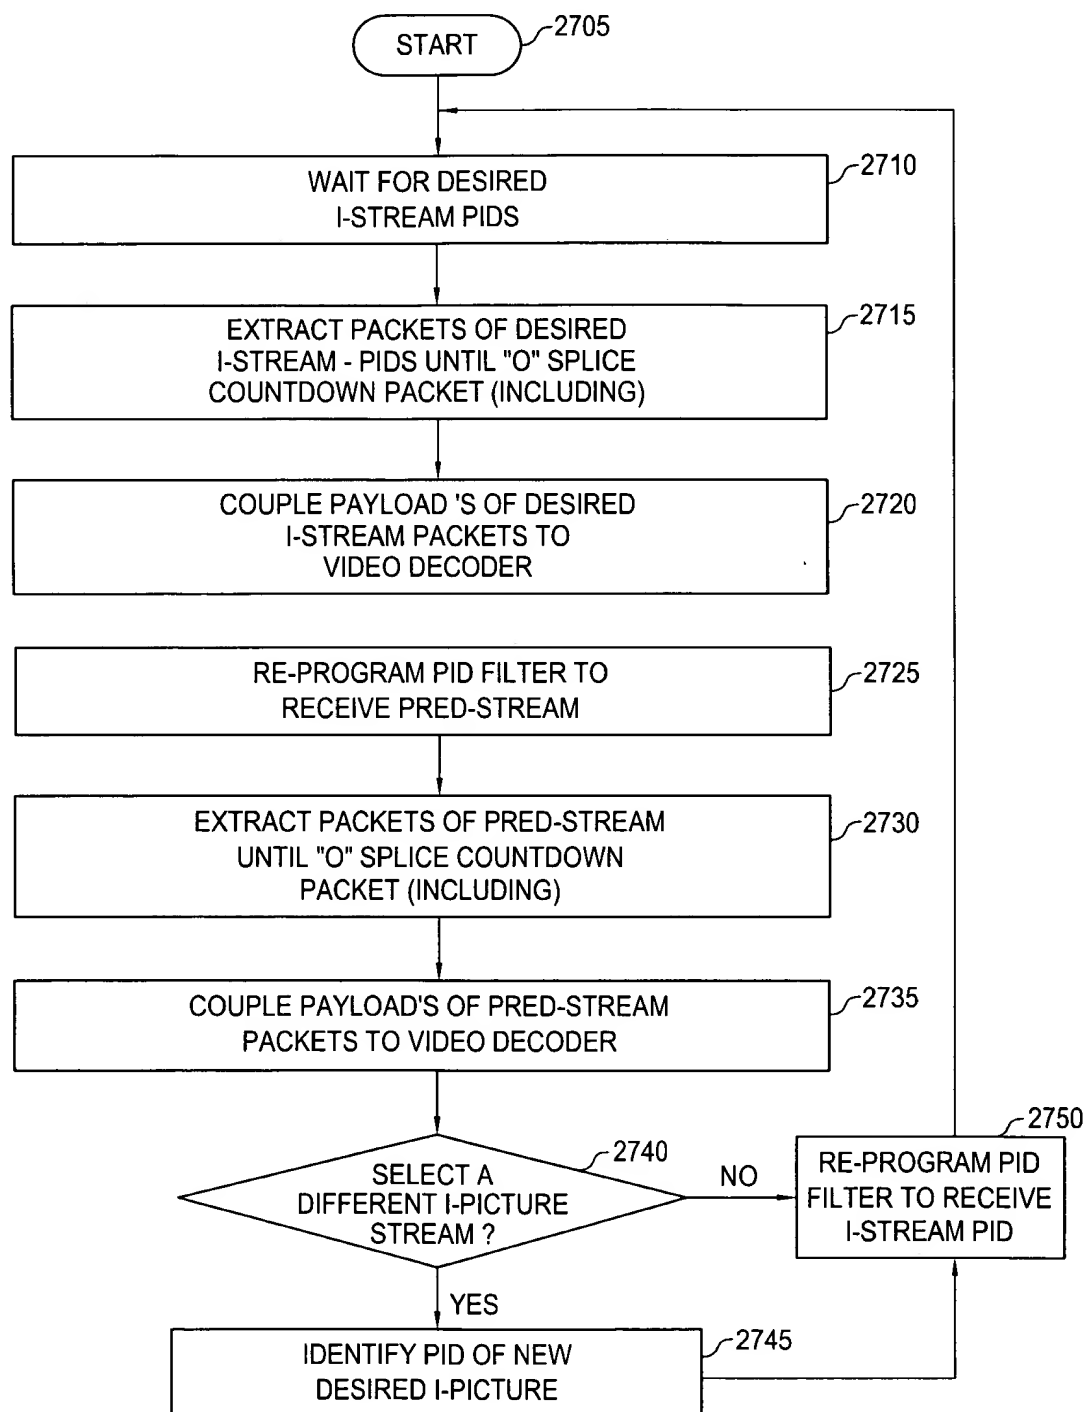 START
2705
WAIT FOR DESIRED
I-STREAM PIDS
2710
EXTRACT PACKETS OF DESIRED
I-STREAM - PIDS UNTIL "O" SPLICE
COUNTDOWN PACKET (INCLUDING)
2715
COUPLE PAYLOAD 'S OF DESIRED
I-STREAM PACKETS TO
VIDEO DECODER
2720
RE-PROGRAM PID FILTER TO
RECEIVE PRED-STREAM
2725
EXTRACT PACKETS OF PRED-STREAM
UNTIL "O" SPLICE COUNTDOWN
PACKET (INCLUDING)
2730
COUPLE PAYLOAD'S OF PRED-STREAM
PACKETS TO VIDEO DECODER
2735
SELECT A
DIFFERENT I-PICTURE
STREAM ?
2740
NO
2750
RE-PROGRAM PID
FILTER TO RECEIVE
I-STREAM PID
YES
IDENTIFY PID OF NEW
DESIRED I-PICTURE
2745